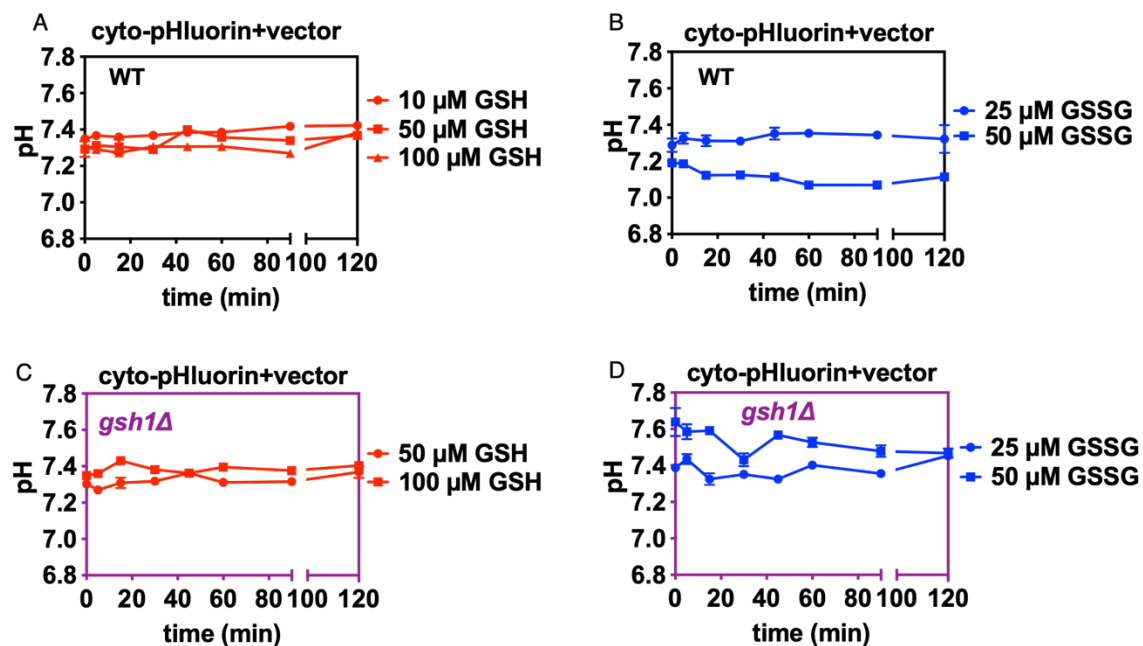 A
cyto-pHluorin+vector
7.8
7.6
7.4
7.2
7.0
6.8
pH
WT
10 µM GSH
50 µM GSH
100 µM GSH
0 20 40 60 80 100 120
time (min)
B
cyto-pHluorin+vector
7.8
7.6
7.4
7.2
7.0
6.8
pH
WT
25 µM GSSG
50 µM GSSG
0 20 40 60 80 100 120
time (min)
C
cyto-pHluorin+vector
7.8
7.6
7.4
7.2
7.0
6.8
pH
gsh1Δ
50 µM GSH
100 µM GSH
0 20 40 60 80 100 120
time (min)
D
cyto-pHluorin+vector
7.8
7.6
7.4
7.2
7.0
6.8
pH
gsh1Δ
25 µM GSSG
50 µM GSSG
0 20 40 60 80 100 120
time (min)